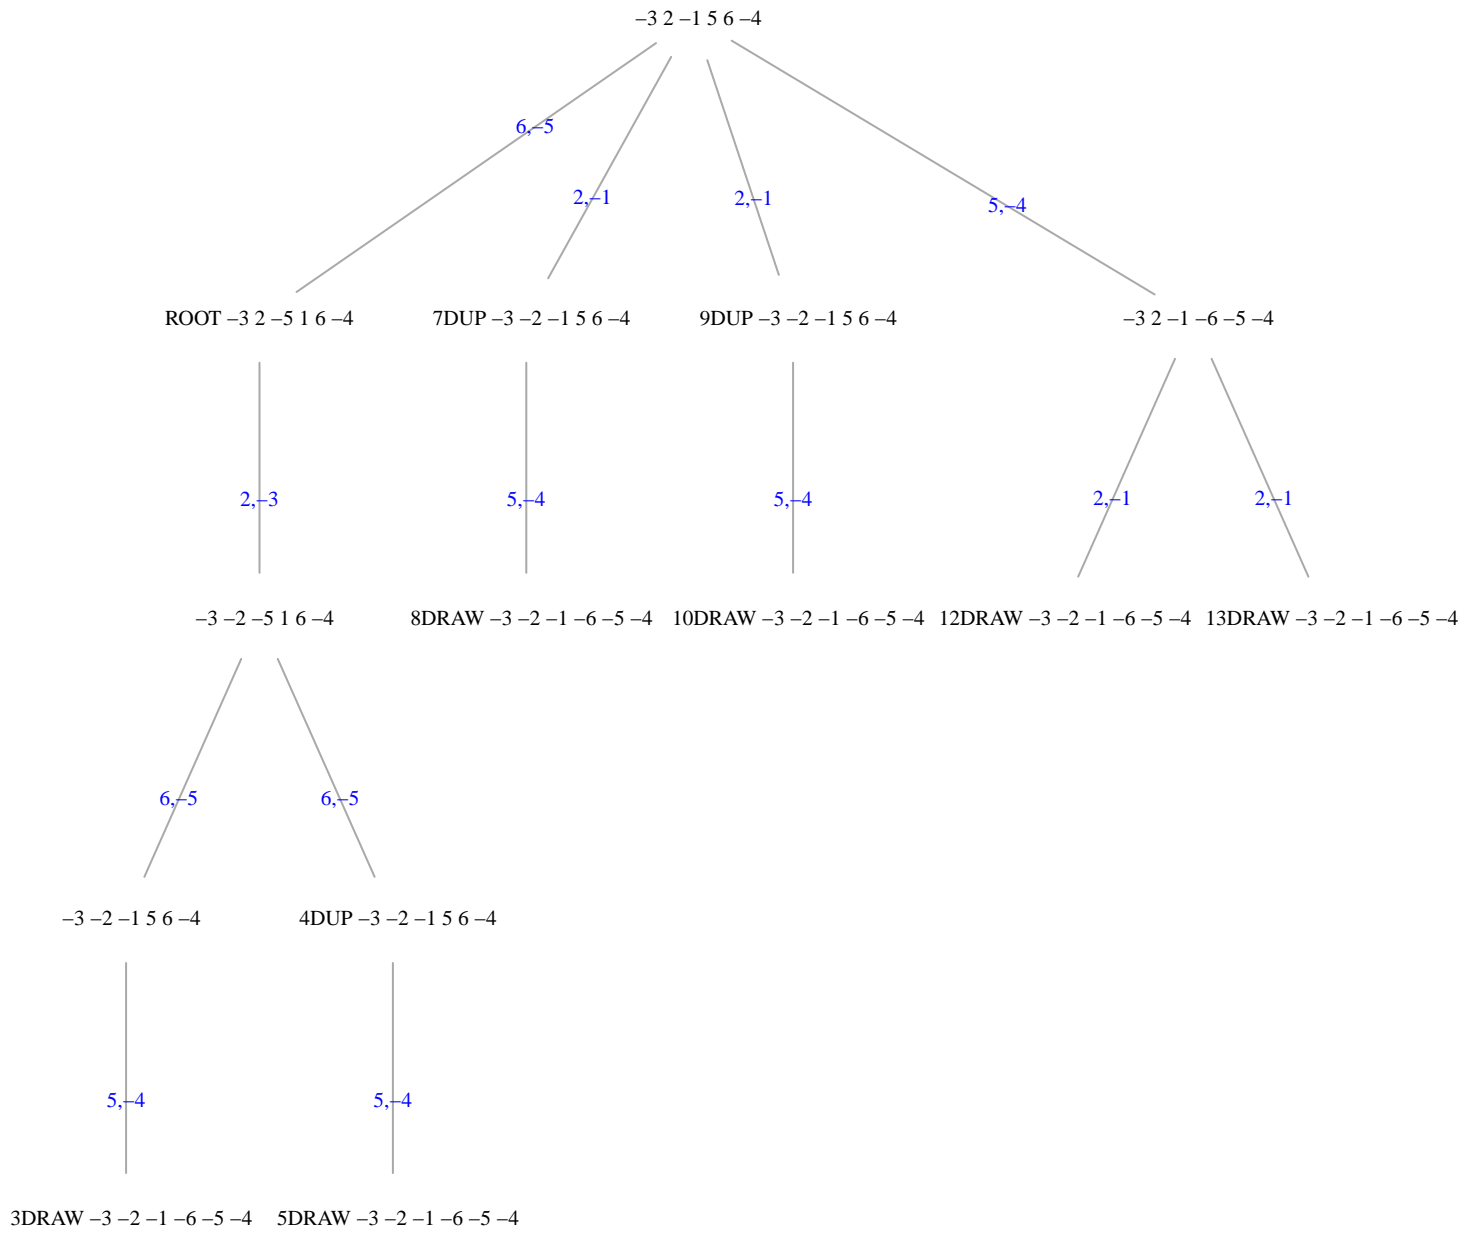 –3 2 –1 5 6 –4
6,–5
2,–1
2,–1
5,–4
ROOT –3 2 –5 1 6 –4
7DUP –3 –2 –1 5 6 –4
9DUP –3 –2 –1 5 6 –4
–3 2 –1 –6 –5 –4
2,–3
5,–4
5,–4
2,–1
2,–1
–3 –2 –5 1 6 –4
8DRAW –3 –2 –1 –6 –5 –4
10DRAW –3 –2 –1 –6 –5 –4
12DRAW –3 –2 –1 –6 –5 –4
13DRAW –3 –2 –1 –6 –5 –4
6,–5
6,–5
–3 –2 –1 5 6 –4
4DUP –3 –2 –1 5 6 –4
5,–4
5,–4
3DRAW –3 –2 –1 –6 –5 –4
5DRAW –3 –2 –1 –6 –5 –4